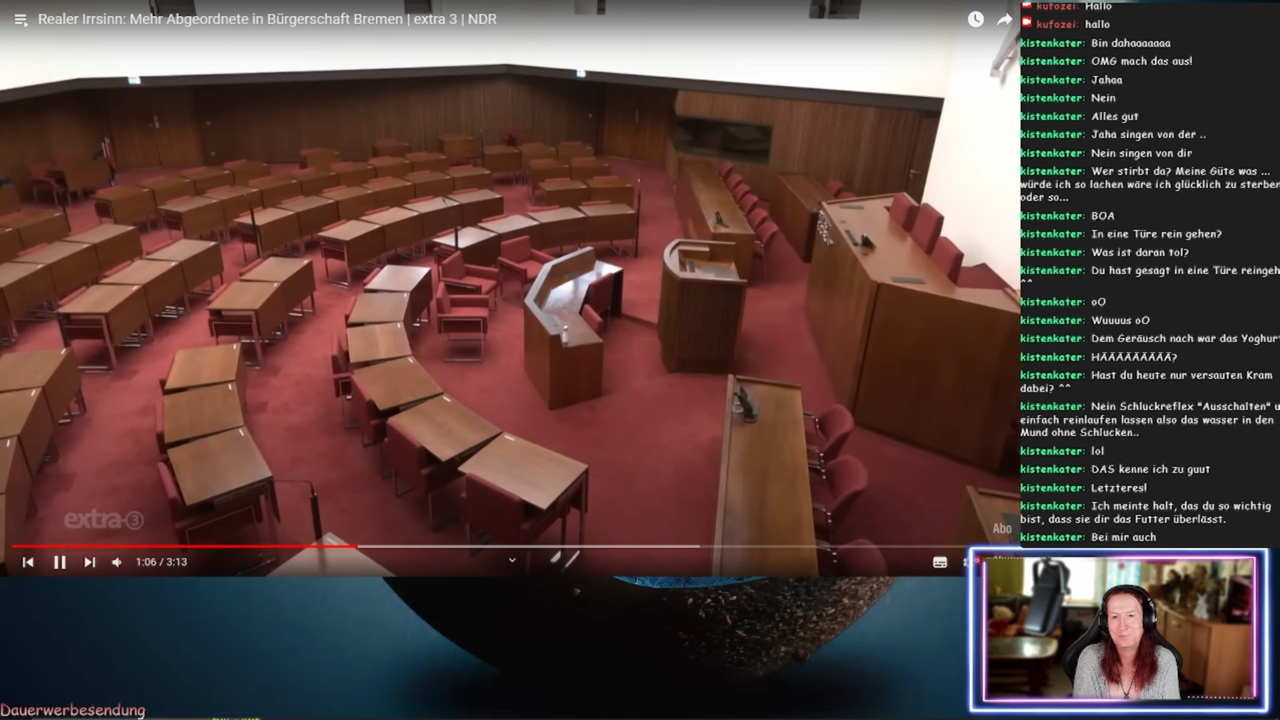 Realer Irrsinn: Mehr Abgeordnete in Bürgerschaft Bremen | extra 3 | NDR
extra 3
Abo
1:06 / 3:13
kufozei: Hallo
kufozei: hallo
kistenkater: Bin dahaaaaaaa
kistenkater: OMG mach das aus!
kistenkater: Jahaa
kistenkater: Nein
kistenkater: Alles gut
kistenkater: Jaha singen von der ..
kistenkater: Nein singen von dir
kistenkater: Wer stirbt da? Meine Güte was ...
würde ich so lachen wäre ich glücklich zu sterben
oder so...
kistenkater: BOA
kistenkater: In eine Türe rein gehen?
kistenkater: Was ist daran tol?
kistenkater: Du hast gesagt in eine Türe reingeh
^^
kistenkater: oO
kistenkater: Wuuuus oO
kistenkater: Dem Geräusch nach war das Yoghur
kistenkater: HÄÄÄÄÄÄÄÄÄ?
kistenkater: Hast du heute nur versauten Kram
dabei? ^^
kistenkater: Nein Schluckreflex "Ausschalten" u
einfach reinlaufen lassen also das wasser in den
Mund ohne Schlucken..
kistenkater: lol
kistenkater: DAS kenne ich zu guut
kistenkater: Letzteres!
kistenkater: Ich meinte halt, das du so wichtig
bist, dass sie dir das Futter überlässt.
kistenkater: Bei mir auch
Dauerwerbesendung